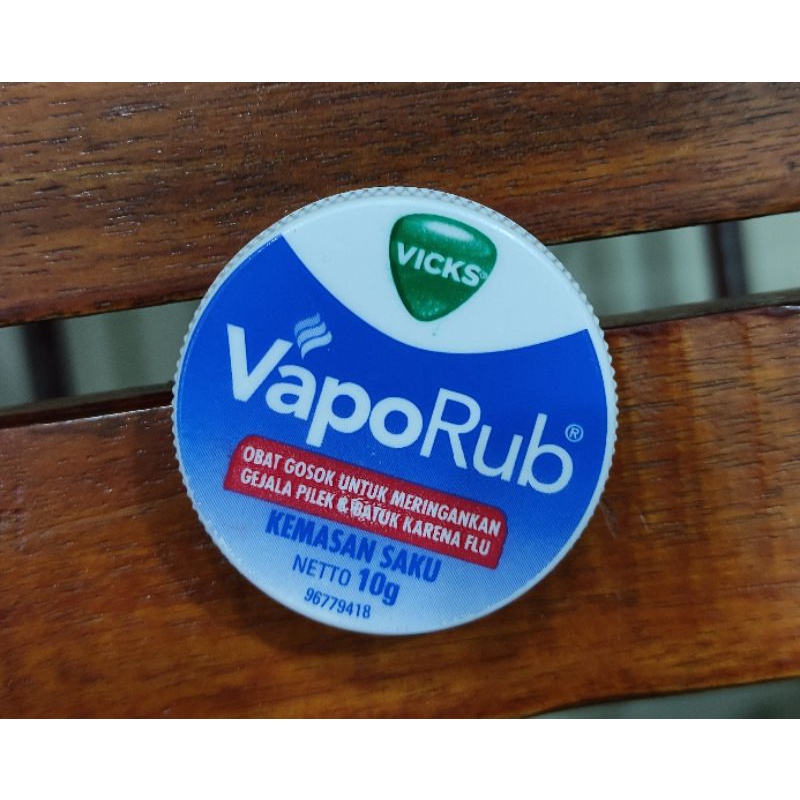 VICKS®
VapoRub®
OBAT GOSOK UNTUK MERINGANKAN
GEJALA PILEK & BATUK KARENA FLU
KEMASAN SAKU
NETTO 10g
96779418